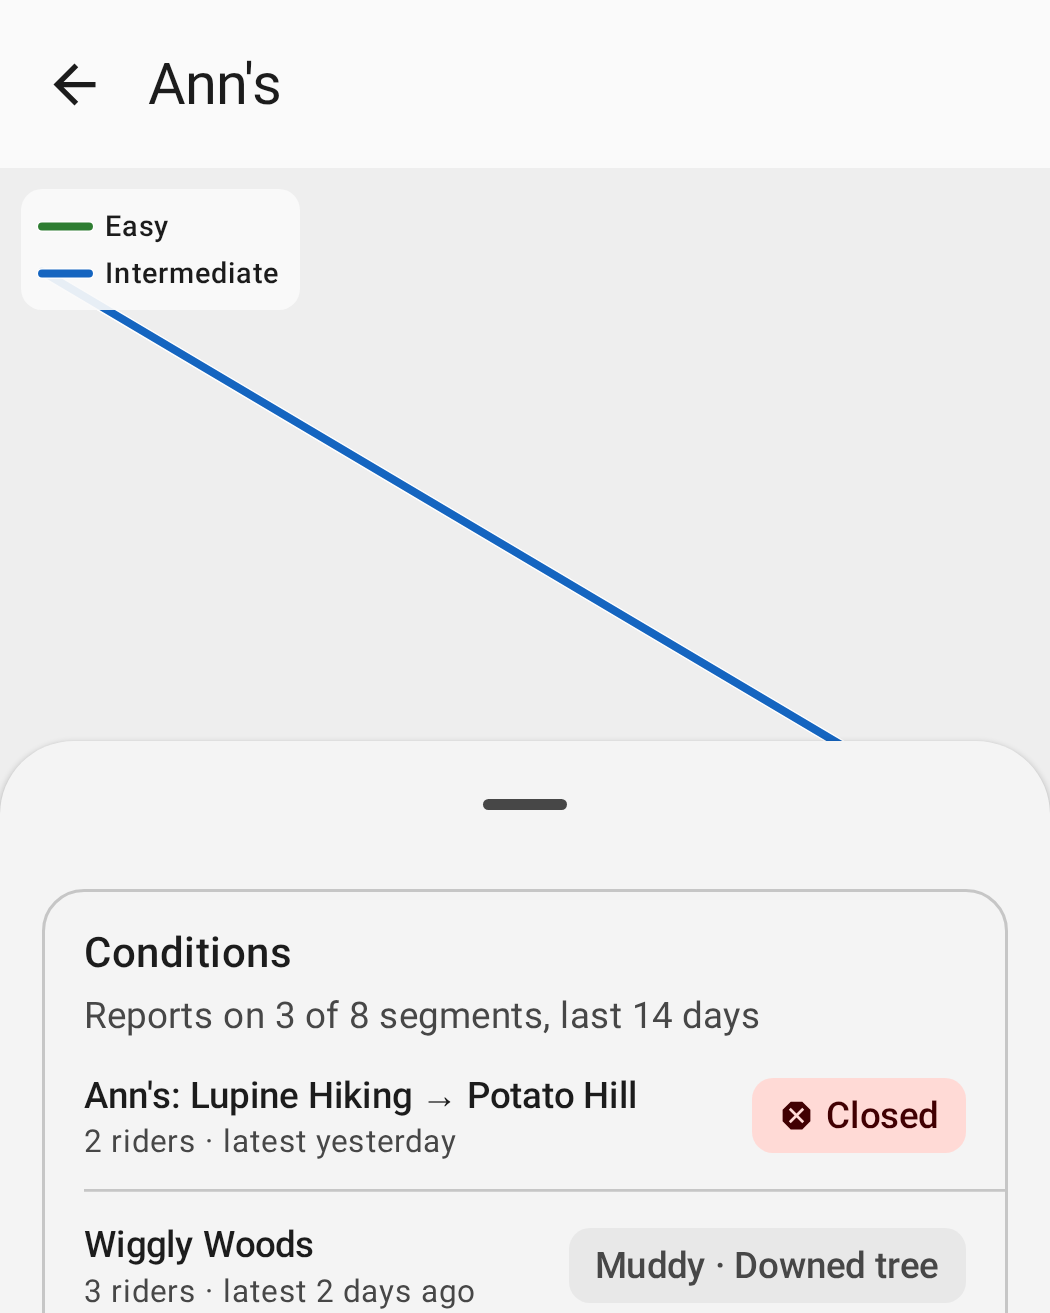 Ann's
Easy
Intermediate
Conditions
Reports on 3 of 8 segments, last 14 days
Ann's: Lupine Hiking → Potato Hill
2 riders · latest yesterday
Closed
Wiggly Woods
3 riders · latest 2 days ago
Muddy · Downed tree